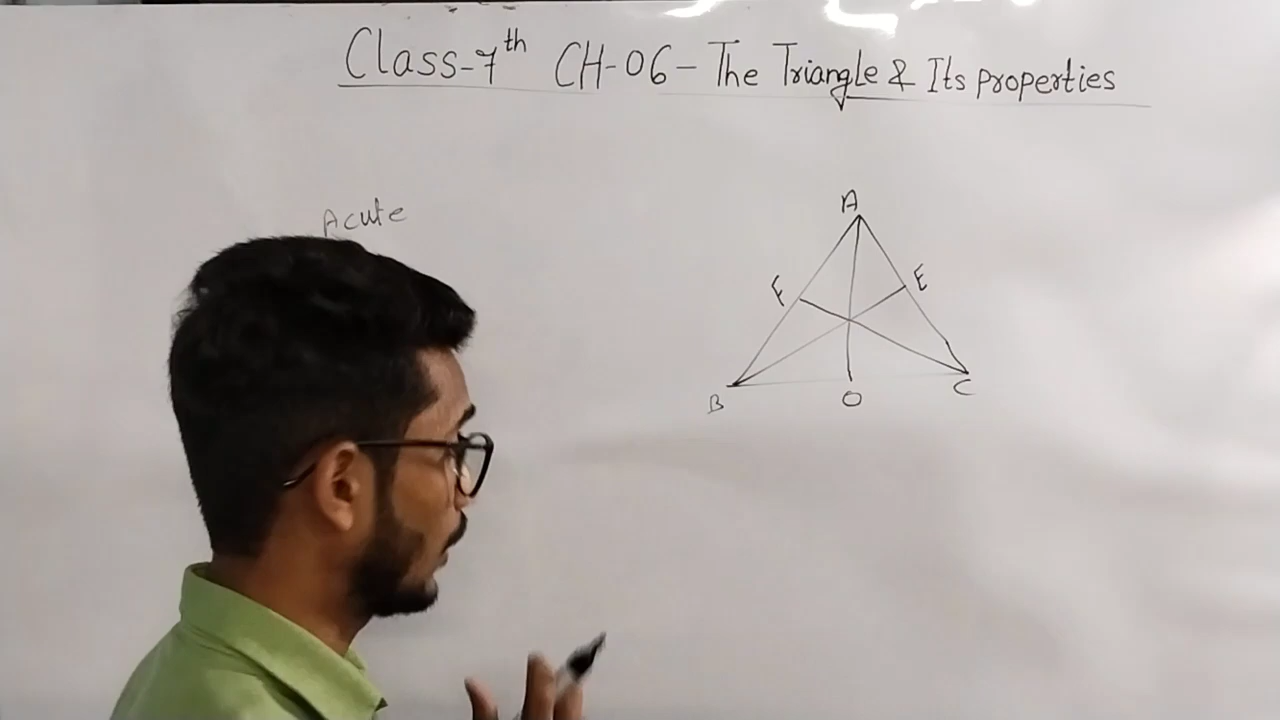 Class-7th CH-06- The Triangle & Its properties
Acute
A
F
E
B
O
C